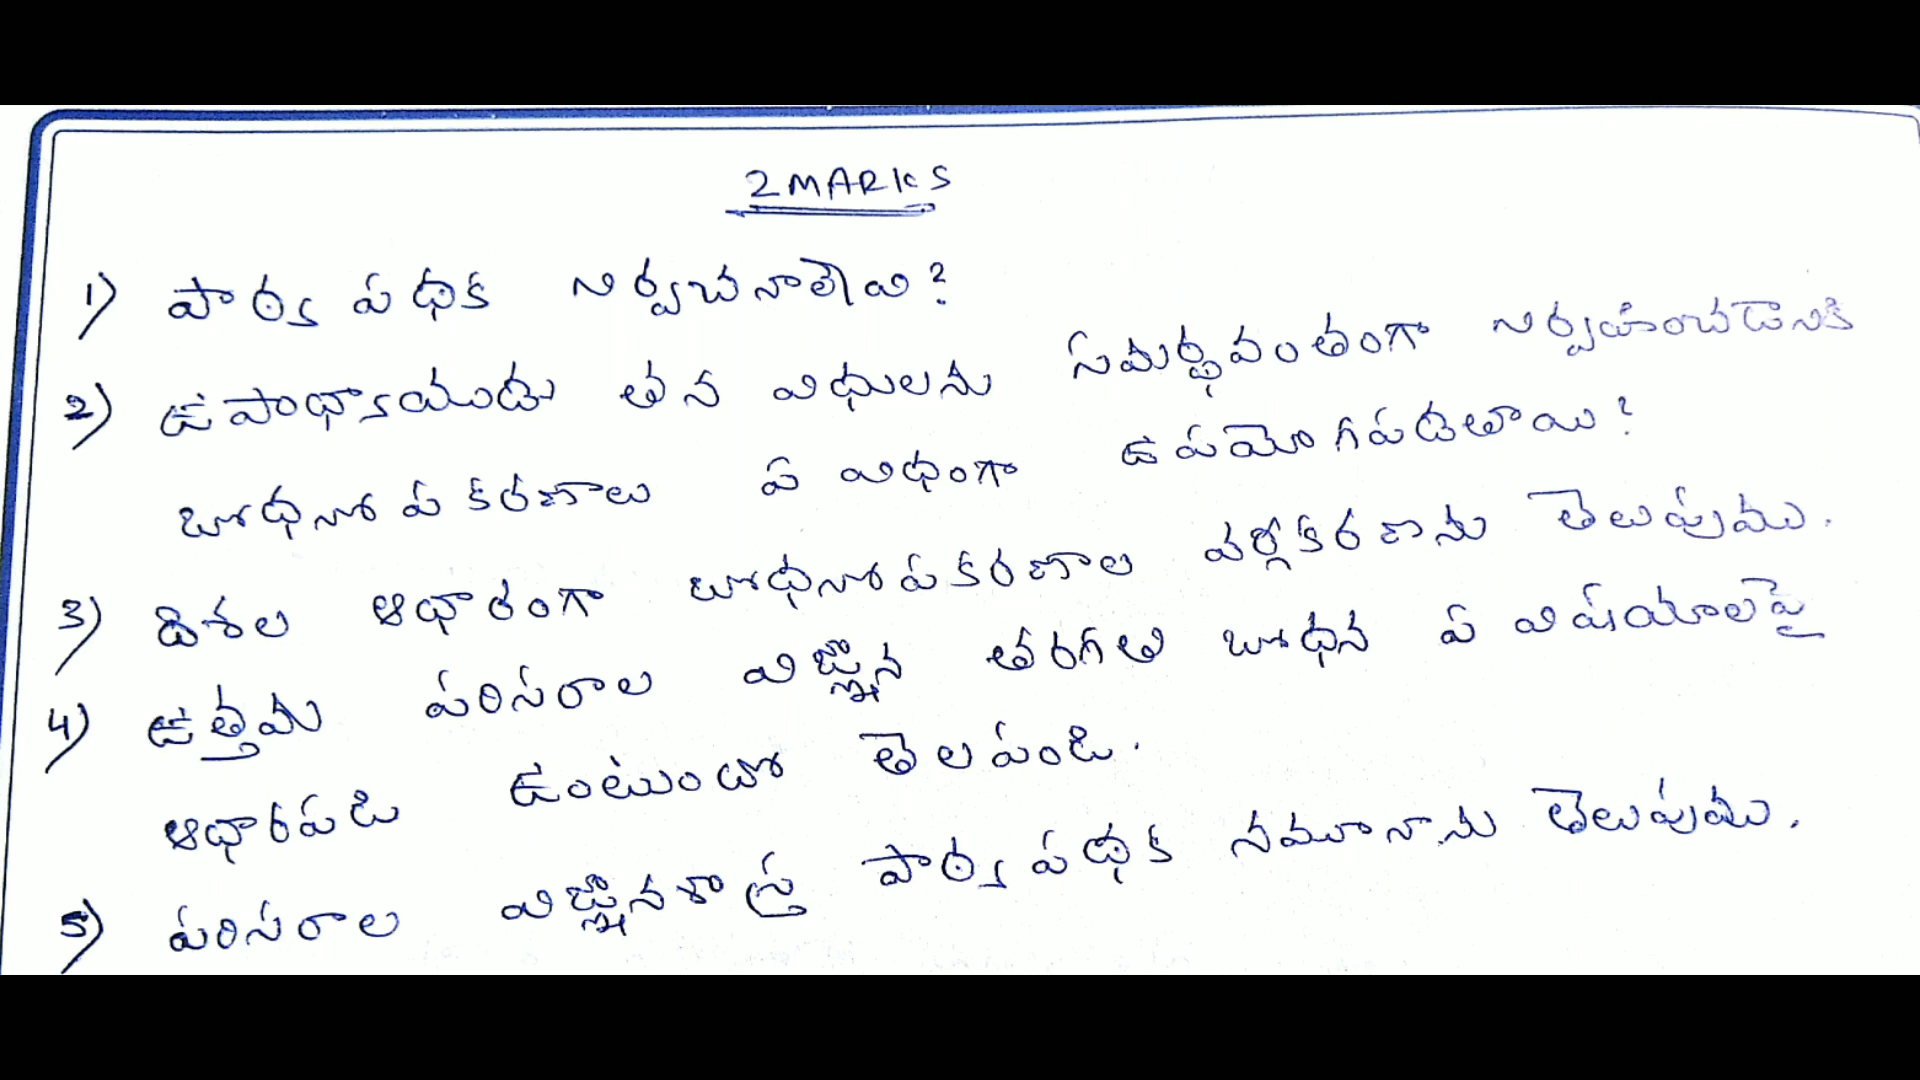 2 MARKS
1) పాఠ్య పథక నిర్వచనాలేవి?
2) ఉపాధ్యాయుడు తన విధులను సమర్థవంతంగా నిర్వహించడానికి
బోధనోపకరణాలు ఏ విధంగా ఉపయోగపడతాయి?
3) దిశల ఆధారంగా బోధనోపకరణాల వర్గీకరణను తెలుపుము.
4) ఉత్తమ పరిసరాల విజ్ఞాన తరగతి బోధన ఏ విషయాలపై
ఆధారపడి ఉంటుందో తెలపండి.
5) పరిసరాల విజ్ఞానశాస్త్ర పాఠ్య పథక నమూనాను తెలుపుము.